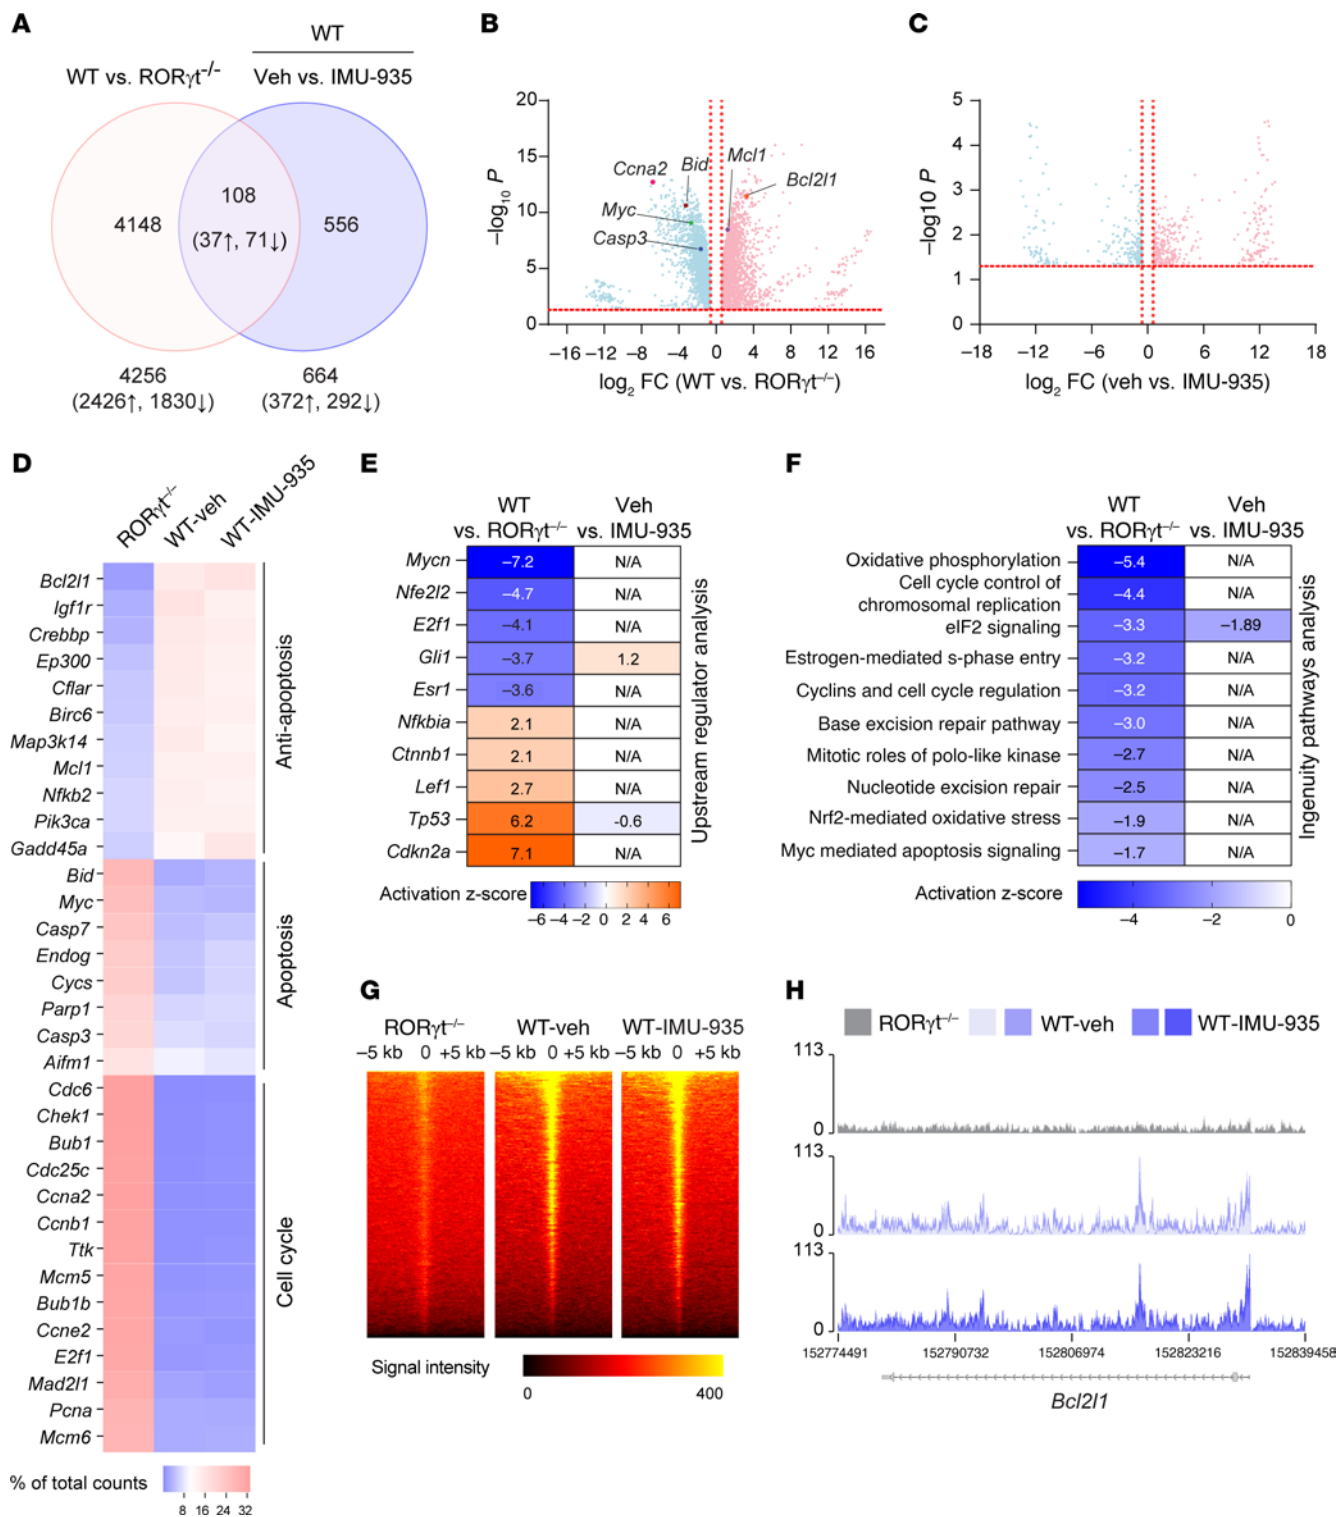 A
WT
WT vs. RORγt–/–
Veh vs. IMU-935
4148
108
(37↑, 71↓)
556
4256
(2426↑, 1830↓)
664
(372↑, 292↓)
B
20
15
10
5
0
–log10 P
Ccna2
Bid
Mcl1
Bcl2l1
Myc
Casp3
–16 –12 –8 –4 0 4 8 12 16
log2 FC (WT vs. RORγt–/–)
C
5
4
3
2
1
0
–log10 P
–18 –12 –6 0 6 12 18
log2 FC (veh vs. IMU-935)
D
RORγt–/–
WT-veh
WT-IMU-935
Bcl2l1
Igf1r
Crebbp
Ep300
Cflar
Birc6
Map3k14
Mcl1
Nfkb2
Pik3ca
Gadd45a
Anti-apoptosis
Bid
Myc
Casp7
Endog
Cycs
Parp1
Casp3
Aifm1
Apoptosis
Cdc6
Chek1
Bub1
Cdc25c
Ccna2
Ccnb1
Ttk
Mcm5
Bub1b
Ccne2
E2f1
Mad2l1
Pcna
Mcm6
Cell cycle
% of total counts
8 16 24 32
E
WT
vs. RORγt–/–
Veh
vs. IMU-935
Mycn –7.2 N/A
Nfe2l2 –4.7 N/A
E2f1 –4.1 N/A
Gli1 –3.7 1.2
Esr1 –3.6 N/A
Nfkbia 2.1 N/A
Ctnnb1 2.1 N/A
Lef1 2.7 N/A
Tp53 6.2 -0.6
Cdkn2a 7.1 N/A
Upstream regulator analysis
Activation z-score
–6 –4 –2 0 2 4 6
F
WT
vs. RORγt–/–
Veh
vs. IMU-935
Oxidative phosphorylation –5.4 N/A
Cell cycle control of
chromosomal replication –4.4 N/A
eIF2 signaling –3.3 –1.89
Estrogen-mediated s-phase entry –3.2 N/A
Cyclins and cell cycle regulation –3.2 N/A
Base excision repair pathway –3.0 N/A
Mitotic roles of polo-like kinase –2.7 N/A
Nucleotide excision repair –2.5 N/A
Nrf2-mediated oxidative stress –1.9 N/A
Myc mediated apoptosis signaling –1.7 N/A
Ingenuity pathways analysis
Activation z-score
–4 –2 0
G
RORγt–/–
WT-veh
WT-IMU-935
–5 kb 0 +5 kb
–5 kb 0 +5 kb
–5 kb 0 +5 kb
Signal intensity
0 400
H
RORγt–/–
WT-veh
WT-IMU-935
113
0
113
0
113
0
152774491 152790732 152806974 152823216 152839458
Bcl2l1